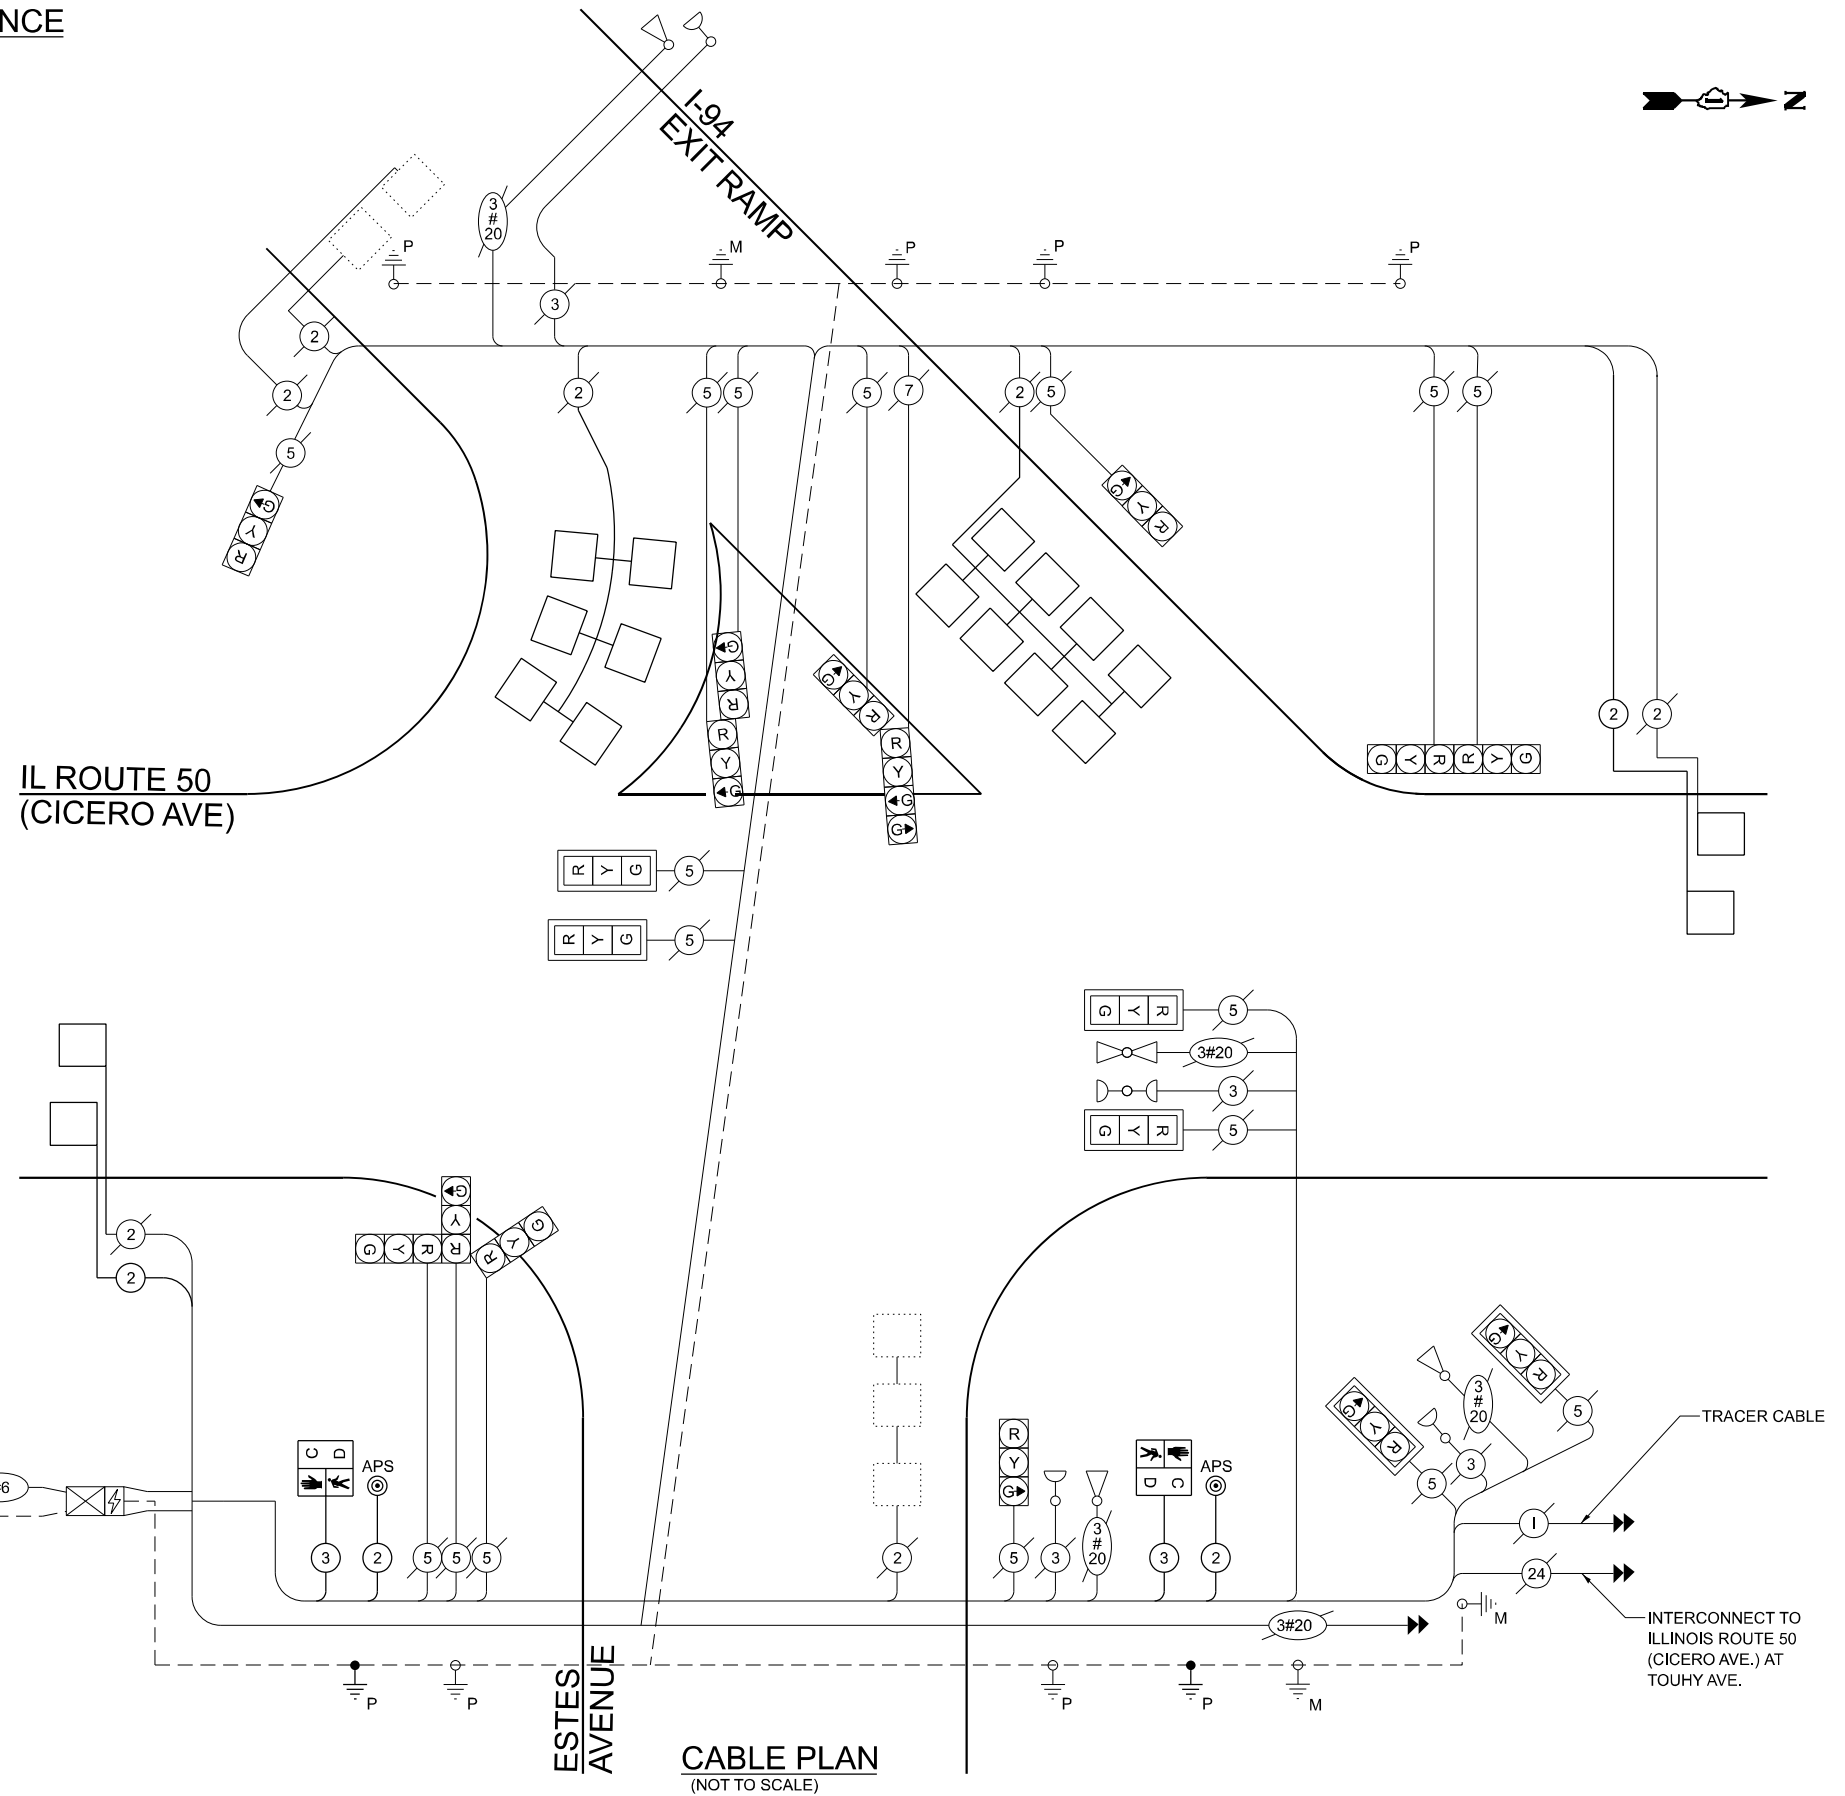 NCE
N
I-94
EXIT RAMP
3
#
20
P
M
P
P
P
3
2
2
5
2
5
5
5
7
2
5
5
5
G
Y
R
G
Y
R
G Y R
G
Y
R
R
Y
G
G Y R
R
Y
G
G
G Y R R Y G
2
2
IL ROUTE 50
(CICERO AVE)
R Y G
5
R Y G
5
G Y R
5
3#20
3
G Y R
5
2
2
G
Y
G Y R R
R Y G
G Y R
G Y R
3
#
20
5
3
5
TRACER CABLE
C D
APS
R
Y
G
D C
APS
6
3
2
5
5
5
2
5
3
3
#
20
3
2
1
24
M
3#20
INTERCONNECT TO
ILLINOIS ROUTE 50
(CICERO AVE.) AT
TOUHY AVE.
P
P
P
P
M
ESTES
AVENUE
CABLE PLAN
(NOT TO SCALE)